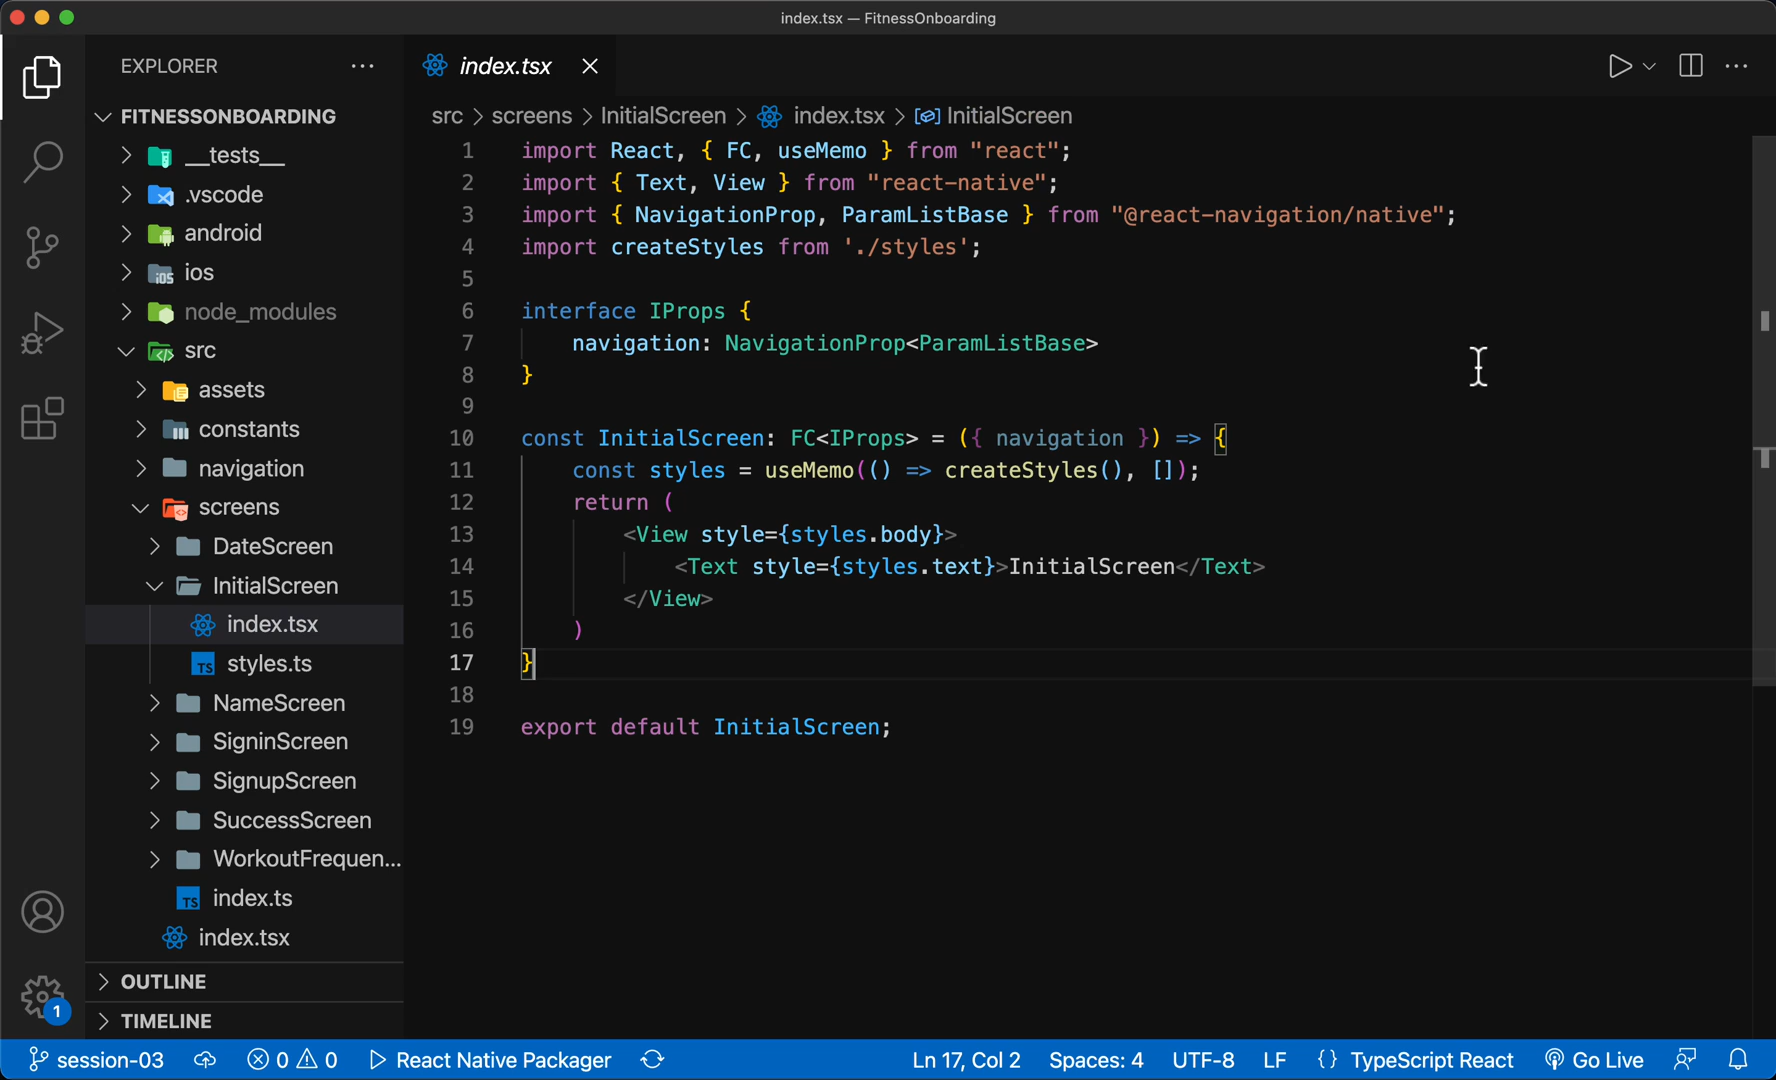 index.tsx — FitnessOnboarding
EXPLORER
index.tsx
FITNESSONBOARDING
__tests__
.vscode
android
ios
node_modules
src
assets
constants
navigation
screens
DateScreen
InitialScreen
index.tsx
styles.ts
NameScreen
SigninScreen
SignupScreen
SuccessScreen
WorkoutFrequen...
index.ts
index.tsx
OUTLINE
TIMELINE
src > screens > InitialScreen > index.tsx > InitialScreen
1 import React, { FC, useMemo } from "react";
2 import { Text, View } from "react-native";
3 import { NavigationProp, ParamListBase } from "@react-navigation/native";
4 import createStyles from './styles';
5
6 interface IProps {
7 navigation: NavigationProp<ParamListBase>
8 }
9
10 const InitialScreen: FC<IProps> = ({ navigation }) => {
11 const styles = useMemo(() => createStyles(), []);
12 return (
13 <View style={styles.body}>
14 <Text style={styles.text}>InitialScreen</Text>
15 </View>
16 )
17 }
18
19 export default InitialScreen;
1
session-03 0 0 React Native Packager Ln 17, Col 2 Spaces: 4 UTF-8 LF {} TypeScript React Go Live